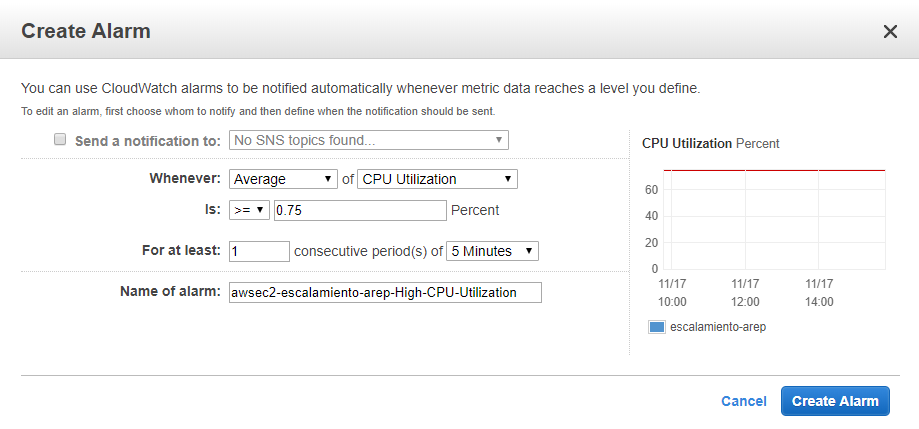 Create Alarm
You can use CloudWatch alarms to be notified automatically whenever metric data reaches a level you define.
To edit an alarm, first choose whom to notify and then define when the notification should be sent.
Send a notification to: No SNS topics found...
Whenever: Average of CPU Utilization
Is: >= 0.75 Percent
For at least: 1 consecutive period(s) of 5 Minutes
Name of alarm: awsec2-escalamiento-arep-High-CPU-Utilization
CPU Utilization Percent
60
40
20
0
11/17 11/17 11/17
10:00 12:00 14:00
escalamiento-arep
Cancel Create Alarm